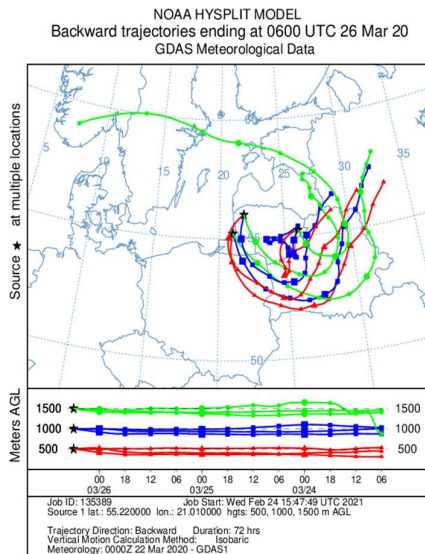 NOAA HYSPLIT MODEL
Backward trajectories ending at 0600 UTC 26 Mar 20
GDAS Meteorological Data
Source ★ at multiple locations
5 10 15 20 25 30 35
50
Meters AGL
1500 1500
1000 1000
500 500
00 18 12 06 00 18 12 06 00 18 12 06
03/26 03/25 03/24
Job ID: 135389 Job Start: Wed Feb 24 15:47:49 UTC 2021
Source 1 lat.: 55.220000 lon.: 21.010000 hgts: 500, 1000, 1500 m AGL
Trajectory Direction: Backward Duration: 72 hrs
Vertical Motion Calculation Method: Isobaric
Meteorology: 0000Z 22 Mar 2020 - GDAS1